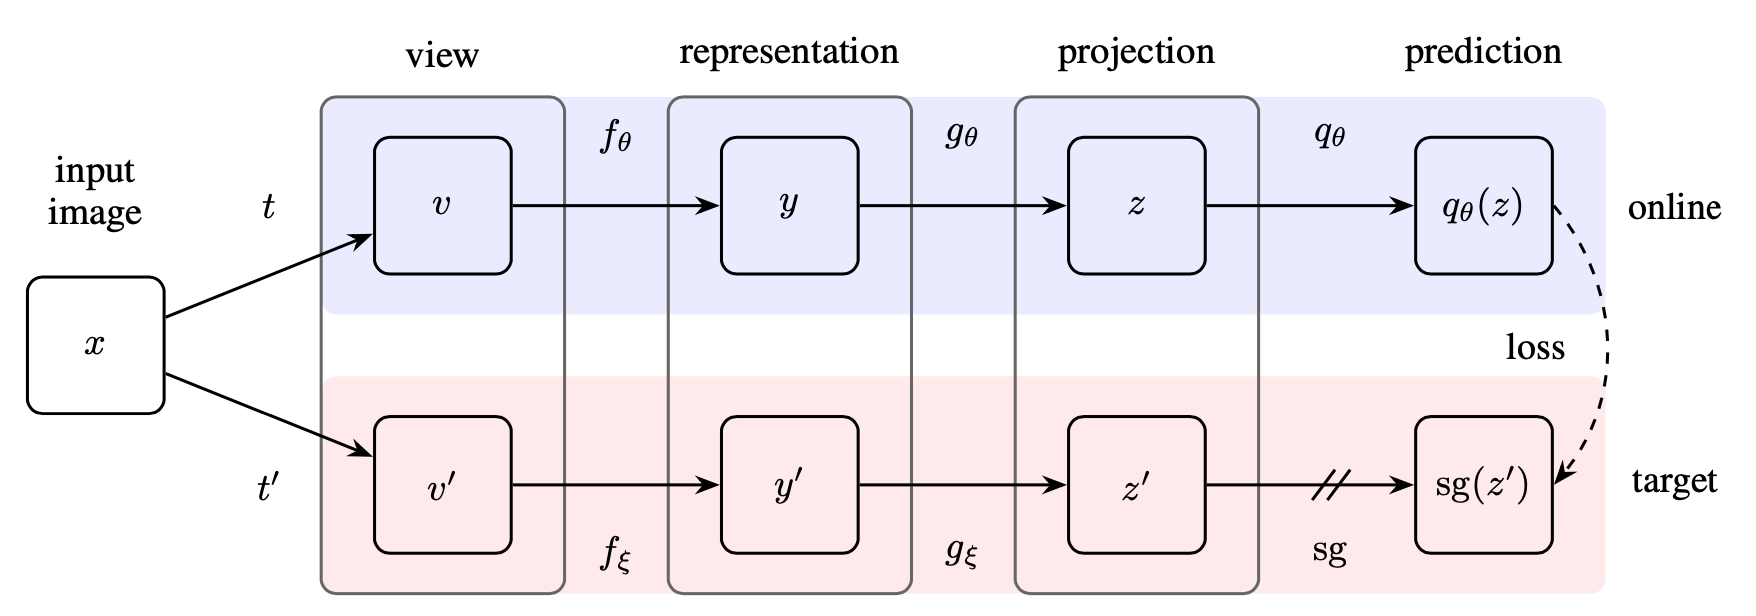 view
representation
projection
prediction
input
image
t
f_θ
g_θ
q_θ
v
y
z
q_θ(z)
online
x
loss
t′
v′
y′
z′
sg(z′)
target
f_ξ
g_ξ
sg